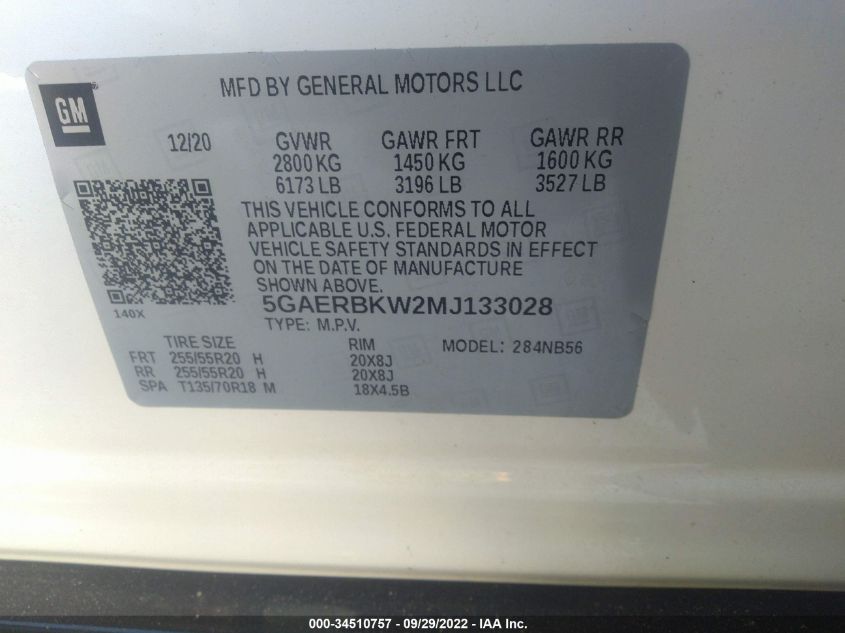 GM
MFD BY GENERAL MOTORS LLC
12/20
GVWR GAWR FRT GAWR RR
2800 KG 1450 KG 1600 KG
6173 LB 3196 LB 3527 LB
THIS VEHICLE CONFORMS TO ALL
APPLICABLE U.S. FEDERAL MOTOR
VEHICLE SAFETY STANDARDS IN EFFECT
ON THE DATE OF MANUFACTURE
SHOWN ABOVE.
140X
5GAERBKW2MJ133028
TYPE: M.P.V.
TIRE SIZE RIM MODEL: 284NB56
FRT 255/55R20 H 20X8J
RR 255/55R20 H 20X8J
SPA T135/70R18 M 18X4.5B
000-34510757 - 09/29/2022 - IAA Inc.